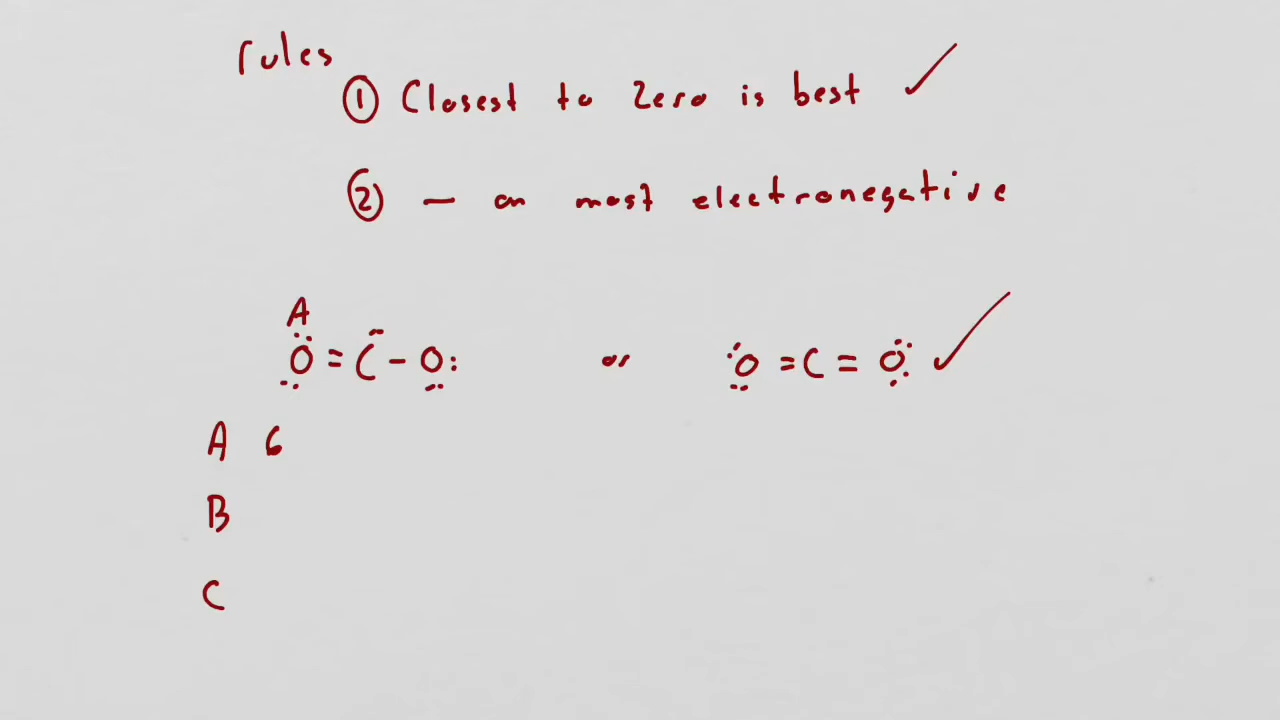 rules
① Closest to Zero is best ✓
② — on most electronegative
A
Ö = C̈ - O: or Ö = C = Ö ✓
A 6
B
C